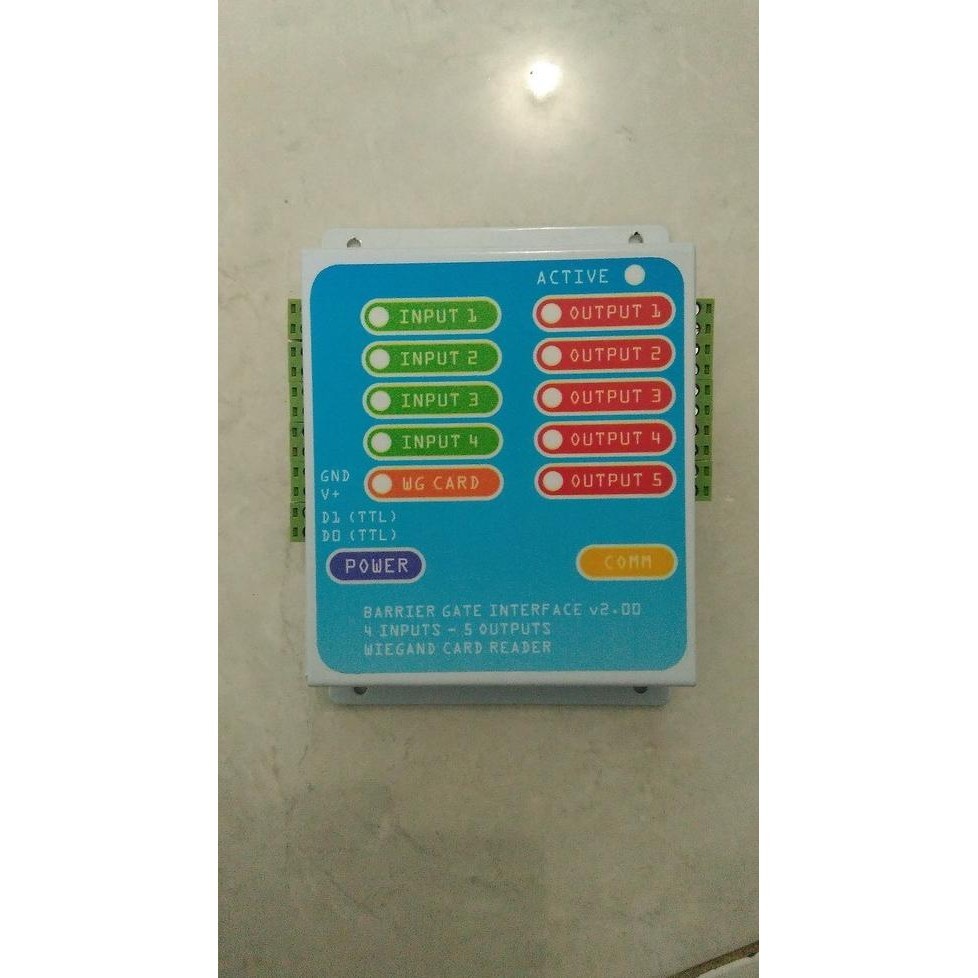 ACTIVE
INPUT 1
OUTPUT 1
INPUT 2
OUTPUT 2
INPUT 3
OUTPUT 3
INPUT 4
OUTPUT 4
GND
V+
WG CARD
OUTPUT 5
D1 (TTL)
D0 (TTL)
POWER
COMM
BARRIER GATE INTERFACE v2.00
4 INPUTS - 5 OUTPUTS
WIEGAND CARD READER